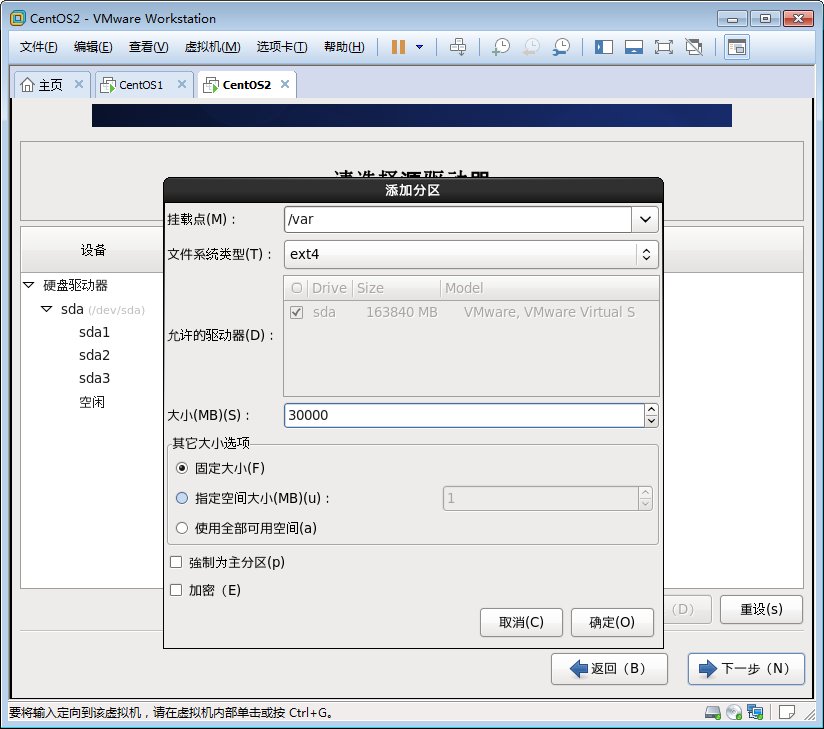 CentOS2 - VMware Workstation
文件(F) 编辑(E) 查看(V) 虚拟机(M) 选项卡(T) 帮助(H)
主页 CentOS1 CentOS2
请选择源驱动器
添加分区
挂载点(M)： /var
设备
文件系统类型(T)： ext4
硬盘驱动器
Drive Size Model
sda (/dev/sda)
sda 163840 MB VMware, VMware Virtual S
sda1
允许的驱动器(D)：
sda2
sda3
空闲
大小(MB)(S)： 30000
其它大小选项
固定大小(F)
指定空间大小(MB)(u)： 1
使用全部可用空间(a)
強制为主分区(p)
加密（E)
(D) 重设(s)
取消(C) 确定(O)
返回（B） 下一步（N）
要将输入定向到该虚拟机，请在虚拟机内部单击或按 Ctrl+G。